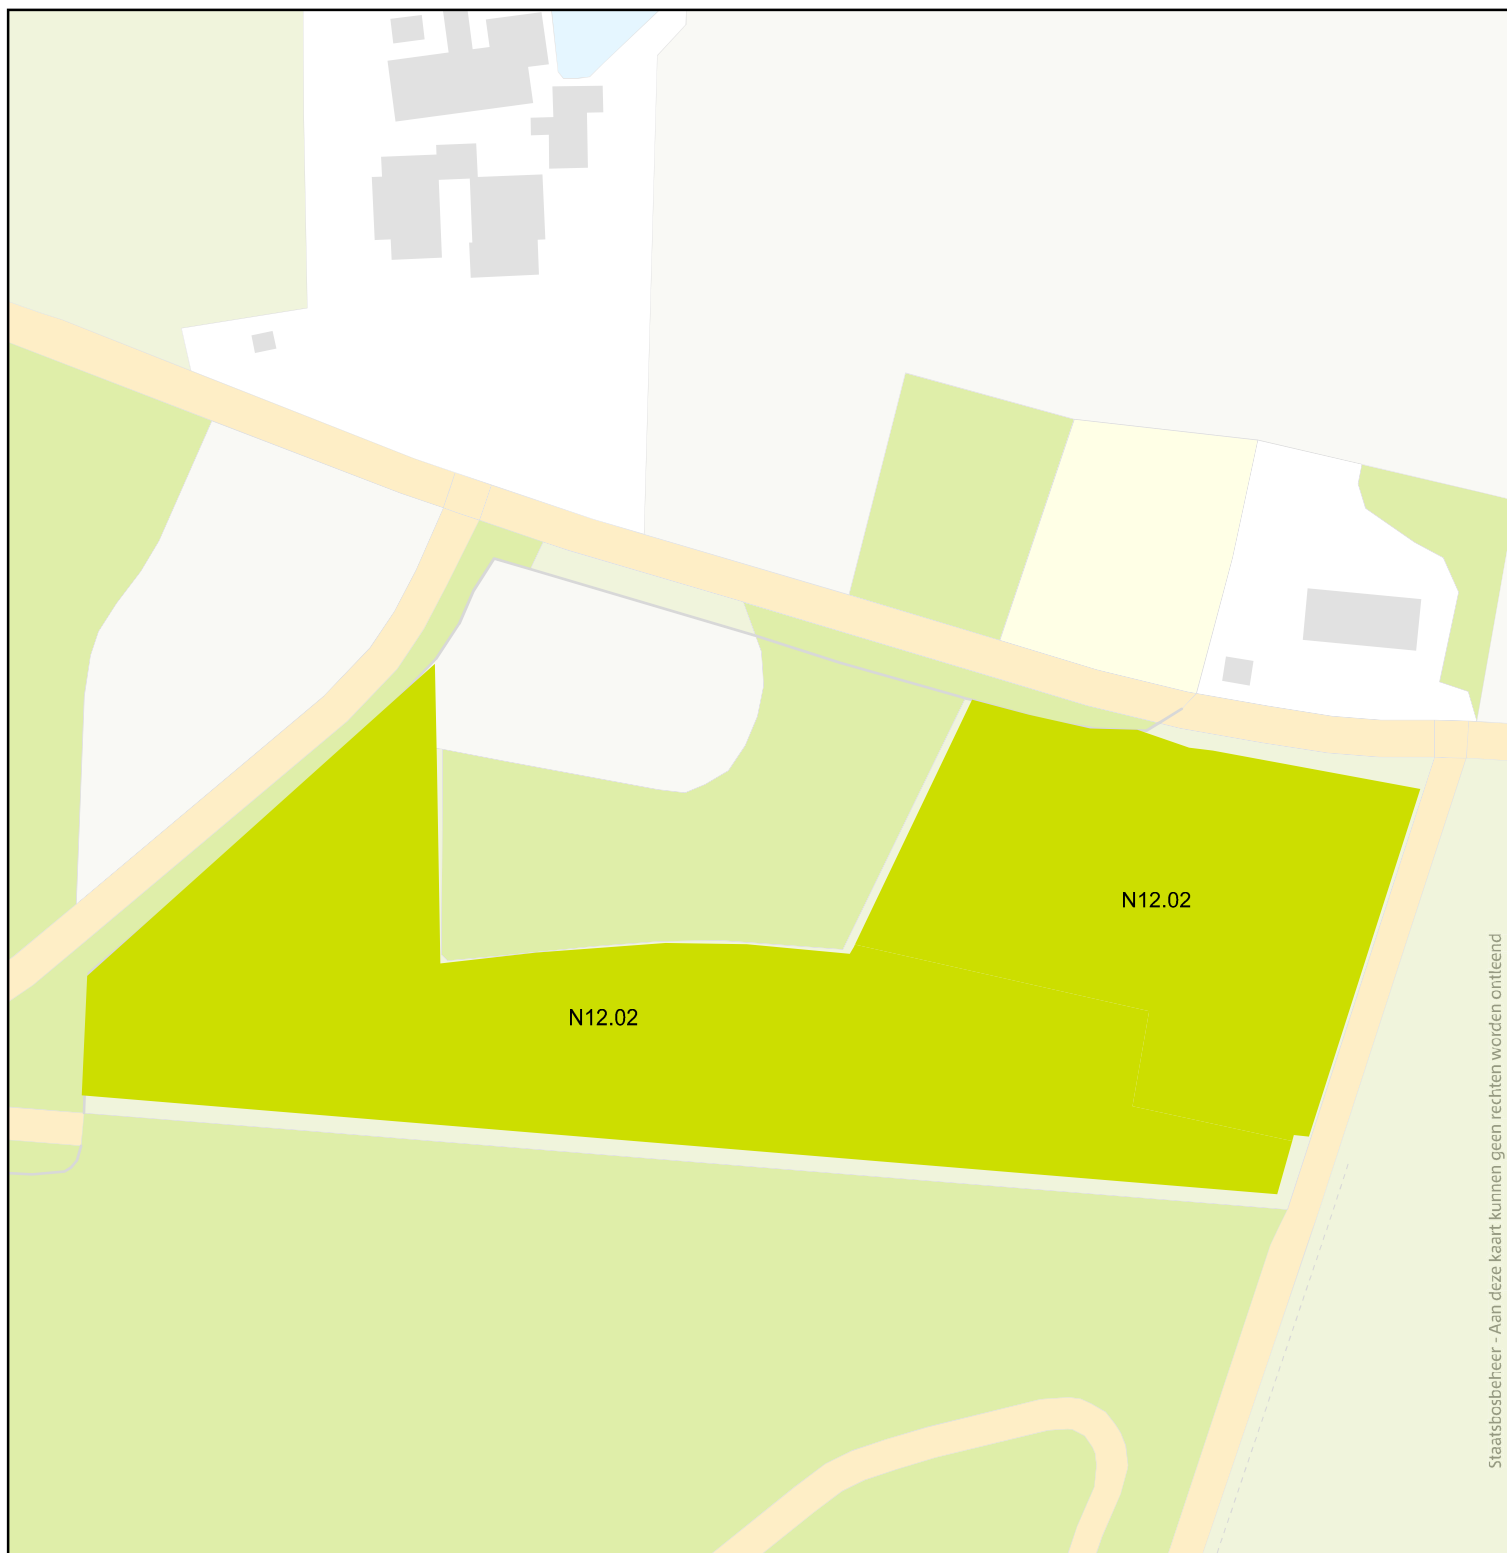 N12.02
N12.02
Staatsbosbeheer - Aan deze kaart kunnen geen rechten worden ontleend